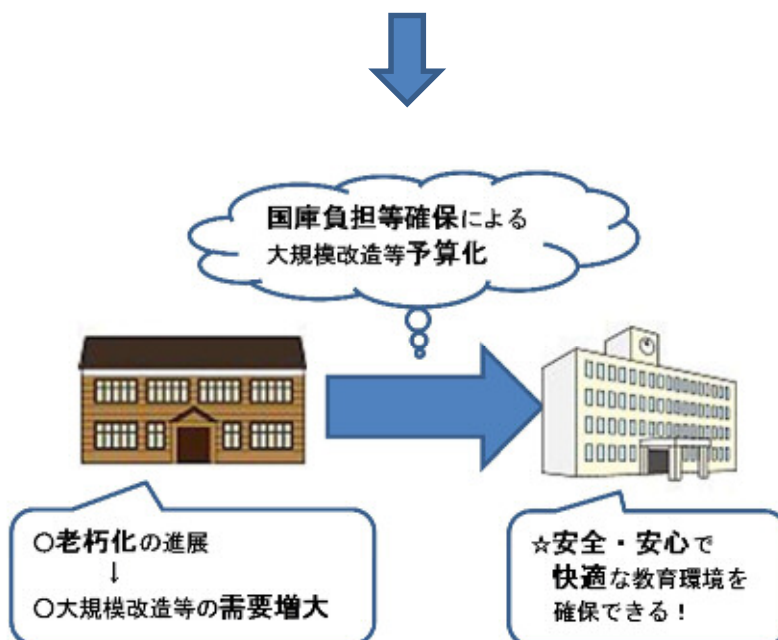 国庫負担等確保による
大規模改造等予算化
○老朽化の進展
↓
○大規模改造等の需要増大
☆安全・安心で
快適な教育環境を
確保できる！